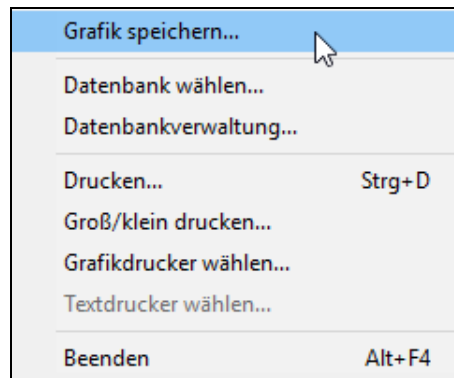 Grafik speichern...
Datenbank wählen...
Datenbankverwaltung...
Drucken... Strg+D
Groß/klein drucken...
Grafikdrucker wählen...
Textdrucker wählen...
Beenden Alt+F4